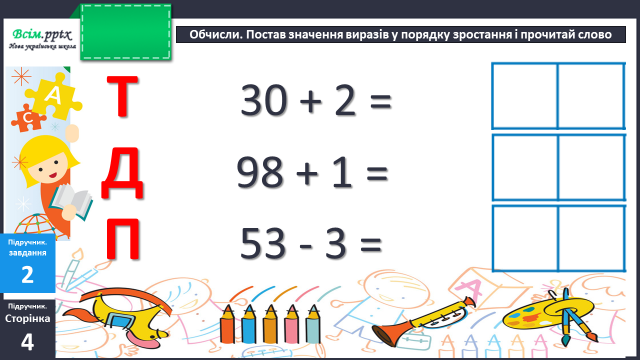 Всім.pptx
Нова українська школа
Обчисли. Постав значення виразів у порядку зростання і прочитай слово
Т 30 + 2 =
Д 98 + 1 =
П 53 - 3 =
А
С
Підручник.
завдання
2
Підручник.
Сторінка
4
А